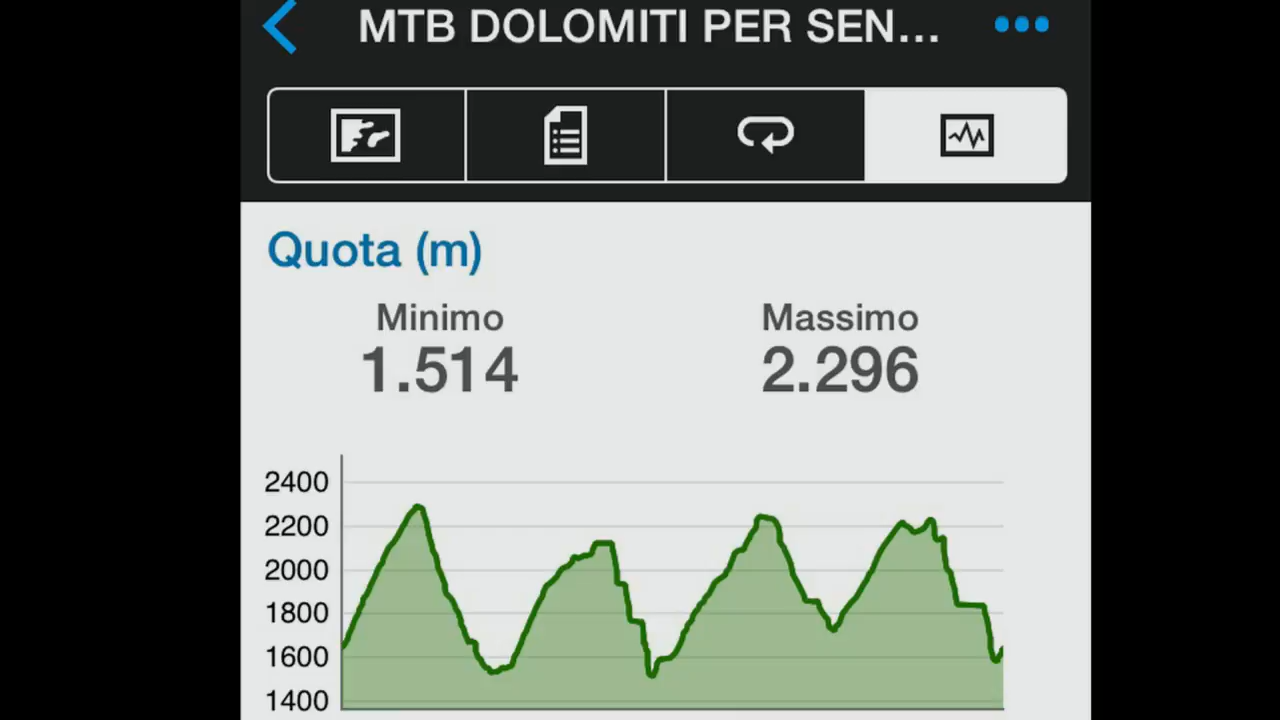 MTB DOLOMITI PER SEN...
Quota (m)
Minimo
Massimo
1.514
2.296
2400
2200
2000
1800
1600
1400